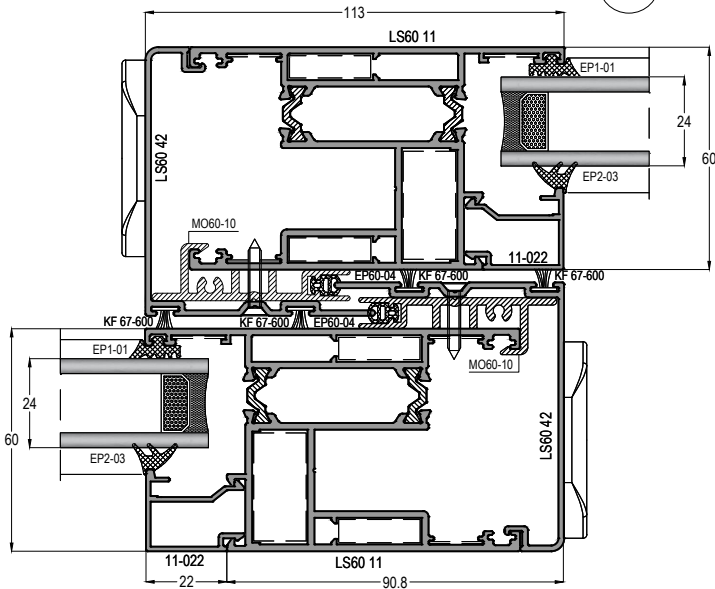 113
LS60 11
EP1-01
24
60
LS60 42
EP2-03
MO60-10
11-022
EP60-04
KF 67-600
KF 67-600
KF 67-600
KF 67-600
EP60-04
EP1-01
MO60-10
24
60
LS60 42
EP2-03
11-022
LS60 11
22
90.8